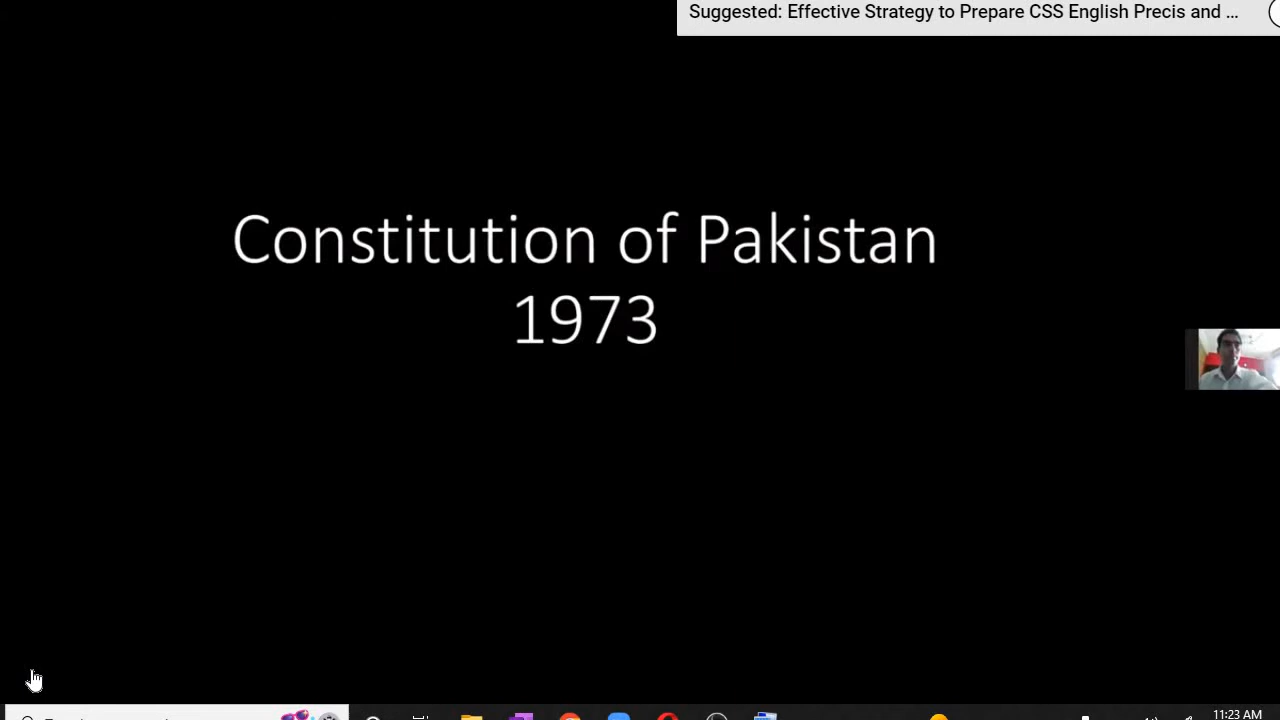 Suggested: Effective Strategy to Prepare CSS English Precis and ...
Constitution of Pakistan
1973
11:23 AM